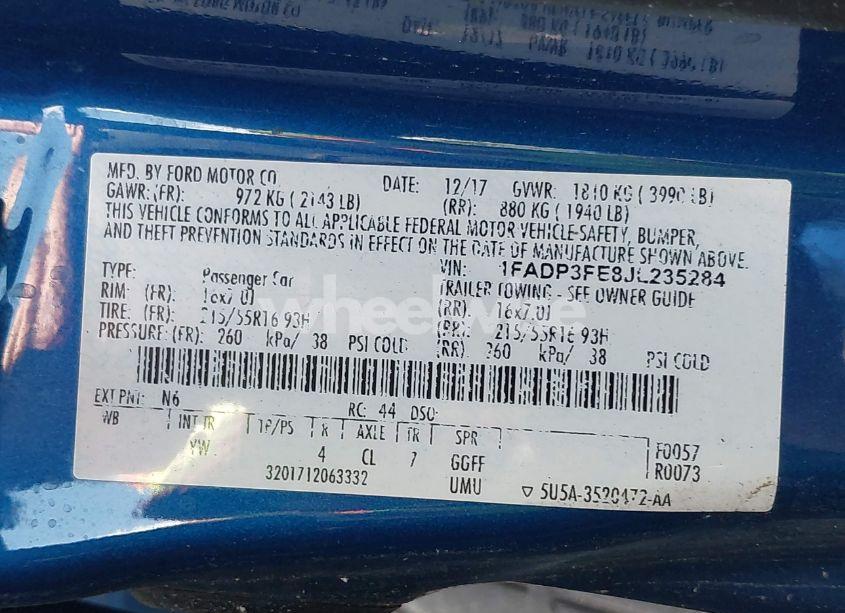 MFD. BY FORD MOTOR CO. DATE: 12/17 GVWR: 1810 KG ( 3990 LB)
GAWR: (FR): 972 KG ( 2143 LB) (RR): 880 KG ( 1940 LB)
THIS VEHICLE CONFORMS TO ALL APPLICABLE FEDERAL MOTOR VEHICLE-SAFETY, BUMPER,
AND THEFT PREVENTION STANDARDS IN EFFECT ON THE DATE OF MANUFACTURE SHOWN ABOVE.
VIN: 1FADP3FE8JL235284
TYPE: Passenger Car TRAILER TOWING - SEE OWNER GUIDE
RIM: (FR): 16x7.0J (RR): 16x7.0J
TIRE: (FR): 215/55R16 93H (RR): 215/55R16 93H
PRESSURE: (FR): 260 kPa/ 38 PSI COLD (RR): 260 kPa/ 38 PSI COLD
EXT PNT: N6 RC: 44 DSO:
WB INT TR TP/PS R AXLE TR SPR F0057
YW 4 CL 7 GGFF R0073
3201712063332 UMU 5U5A-3520472-AA
wheelwise